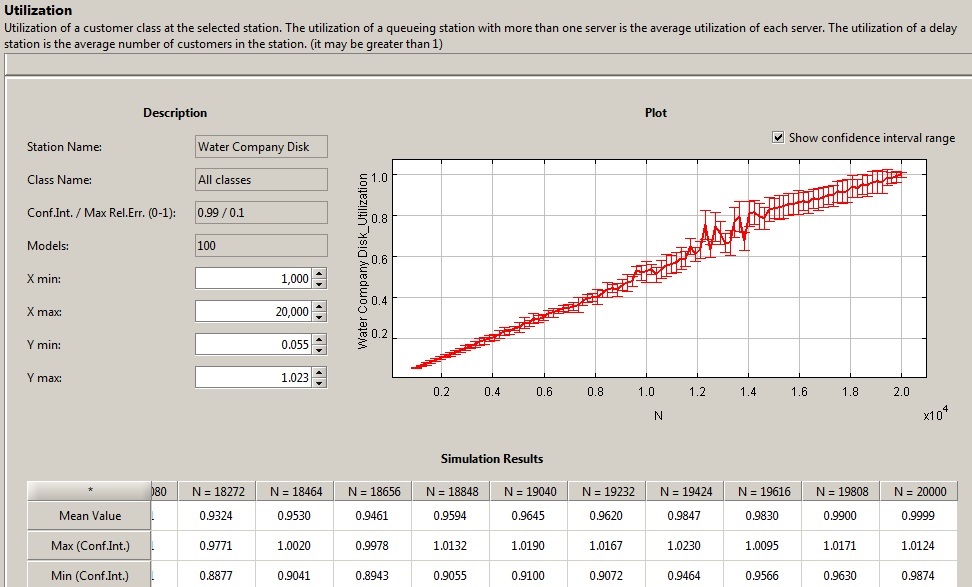 Utilization
Utilization of a customer class at the selected station. The utilization of a queueing station with more than one server is the average utilization of each server. The utilization of a delay
station is the average number of customers in the station. (it may be greater than 1)
Description
Plot
Show confidence interval range
Station Name: Water Company Disk
Class Name: All classes
Conf.Int. / Max Rel.Err. (0-1): 0.99 / 0.1
Models: 100
X min: 1,000
X max: 20,000
Y min: 0.055
Y max: 1.023
Water Company Disk_Utilization
1.0
0.8
0.6
0.4
0.2
0.2 0.4 0.6 0.8 1.0 1.2 1.4 1.6 1.8 2.0
N
x10⁴
Simulation Results
* 080 N = 18272 N = 18464 N = 18656 N = 18848 N = 19040 N = 19232 N = 19424 N = 19616 N = 19808 N = 20000
Mean Value 0.9324 0.9530 0.9461 0.9594 0.9645 0.9620 0.9847 0.9830 0.9900 0.9999
Max (Conf.Int.) 0.9771 1.0020 0.9978 1.0132 1.0190 1.0167 1.0230 1.0095 1.0171 1.0124
Min (Conf.Int.) 0.8877 0.9041 0.8943 0.9055 0.9100 0.9072 0.9464 0.9566 0.9630 0.9874